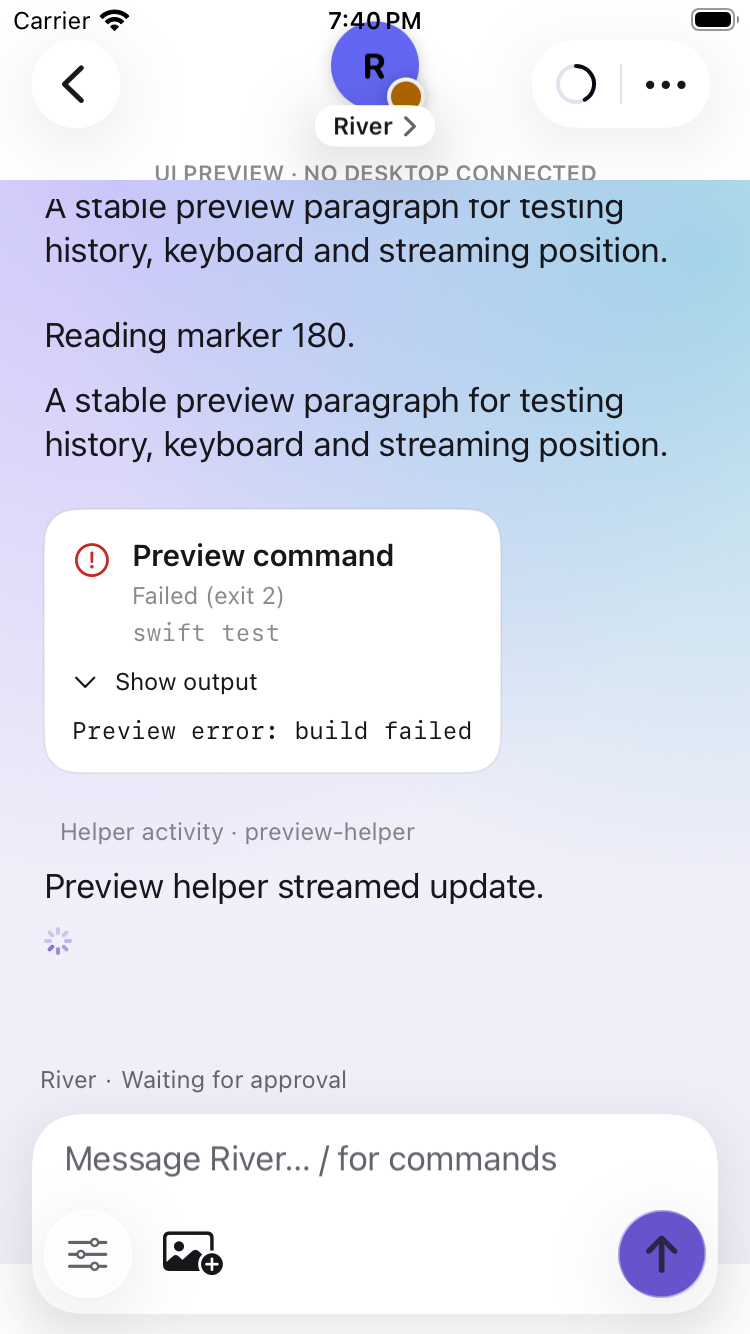 Carrier
7:40 PM
R
River
UI PREVIEW · NO DESKTOP CONNECTED
A stable preview paragraph for testing
history, keyboard and streaming position.
Reading marker 180.
A stable preview paragraph for testing
history, keyboard and streaming position.
Preview command
Failed (exit 2)
swift test
Show output
Preview error: build failed
Helper activity · preview-helper
Preview helper streamed update.
River · Waiting for approval
Message River... / for commands